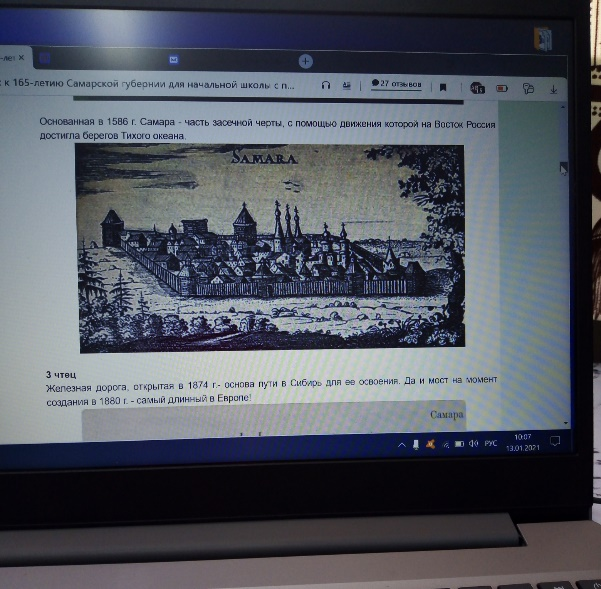 -лет
к 165-летию Самарской губернии для начальной школы с п...
27 отзывов
Основанная в 1586 г. Самара - часть засечной черты, с помощью движения которой на Восток Россия
достигла берегов Тихого океана.
SAMARA
3 чтец
Железная дорога, открытая в 1874 г.- основа пути в Сибирь для ее освоения. Да и мост на момент
создания в 1880 г. - самый длинный в Европе!
Самара
РУС
10:07
13.01.2021